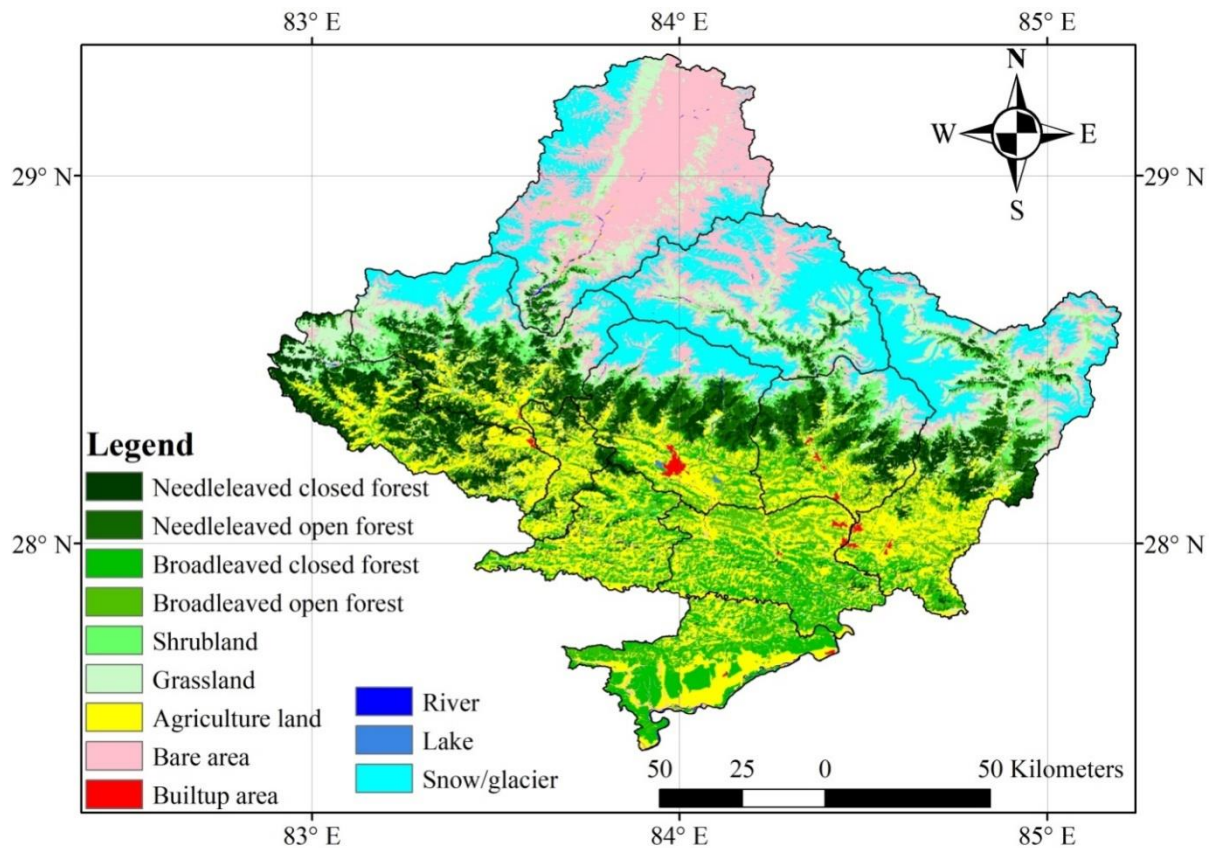 83° E 84° E 85° E
N
W E
S
29° N 29° N
28° N 28° N
Legend
Needleleaved closed forest
Needleleaved open forest
Broadleaved closed forest
Broadleaved open forest
Shrubland
Grassland
Agriculture land
Bare area
Builtup area
River
Lake
Snow/glacier
50 25 0 50 Kilometers
83° E 84° E 85° E